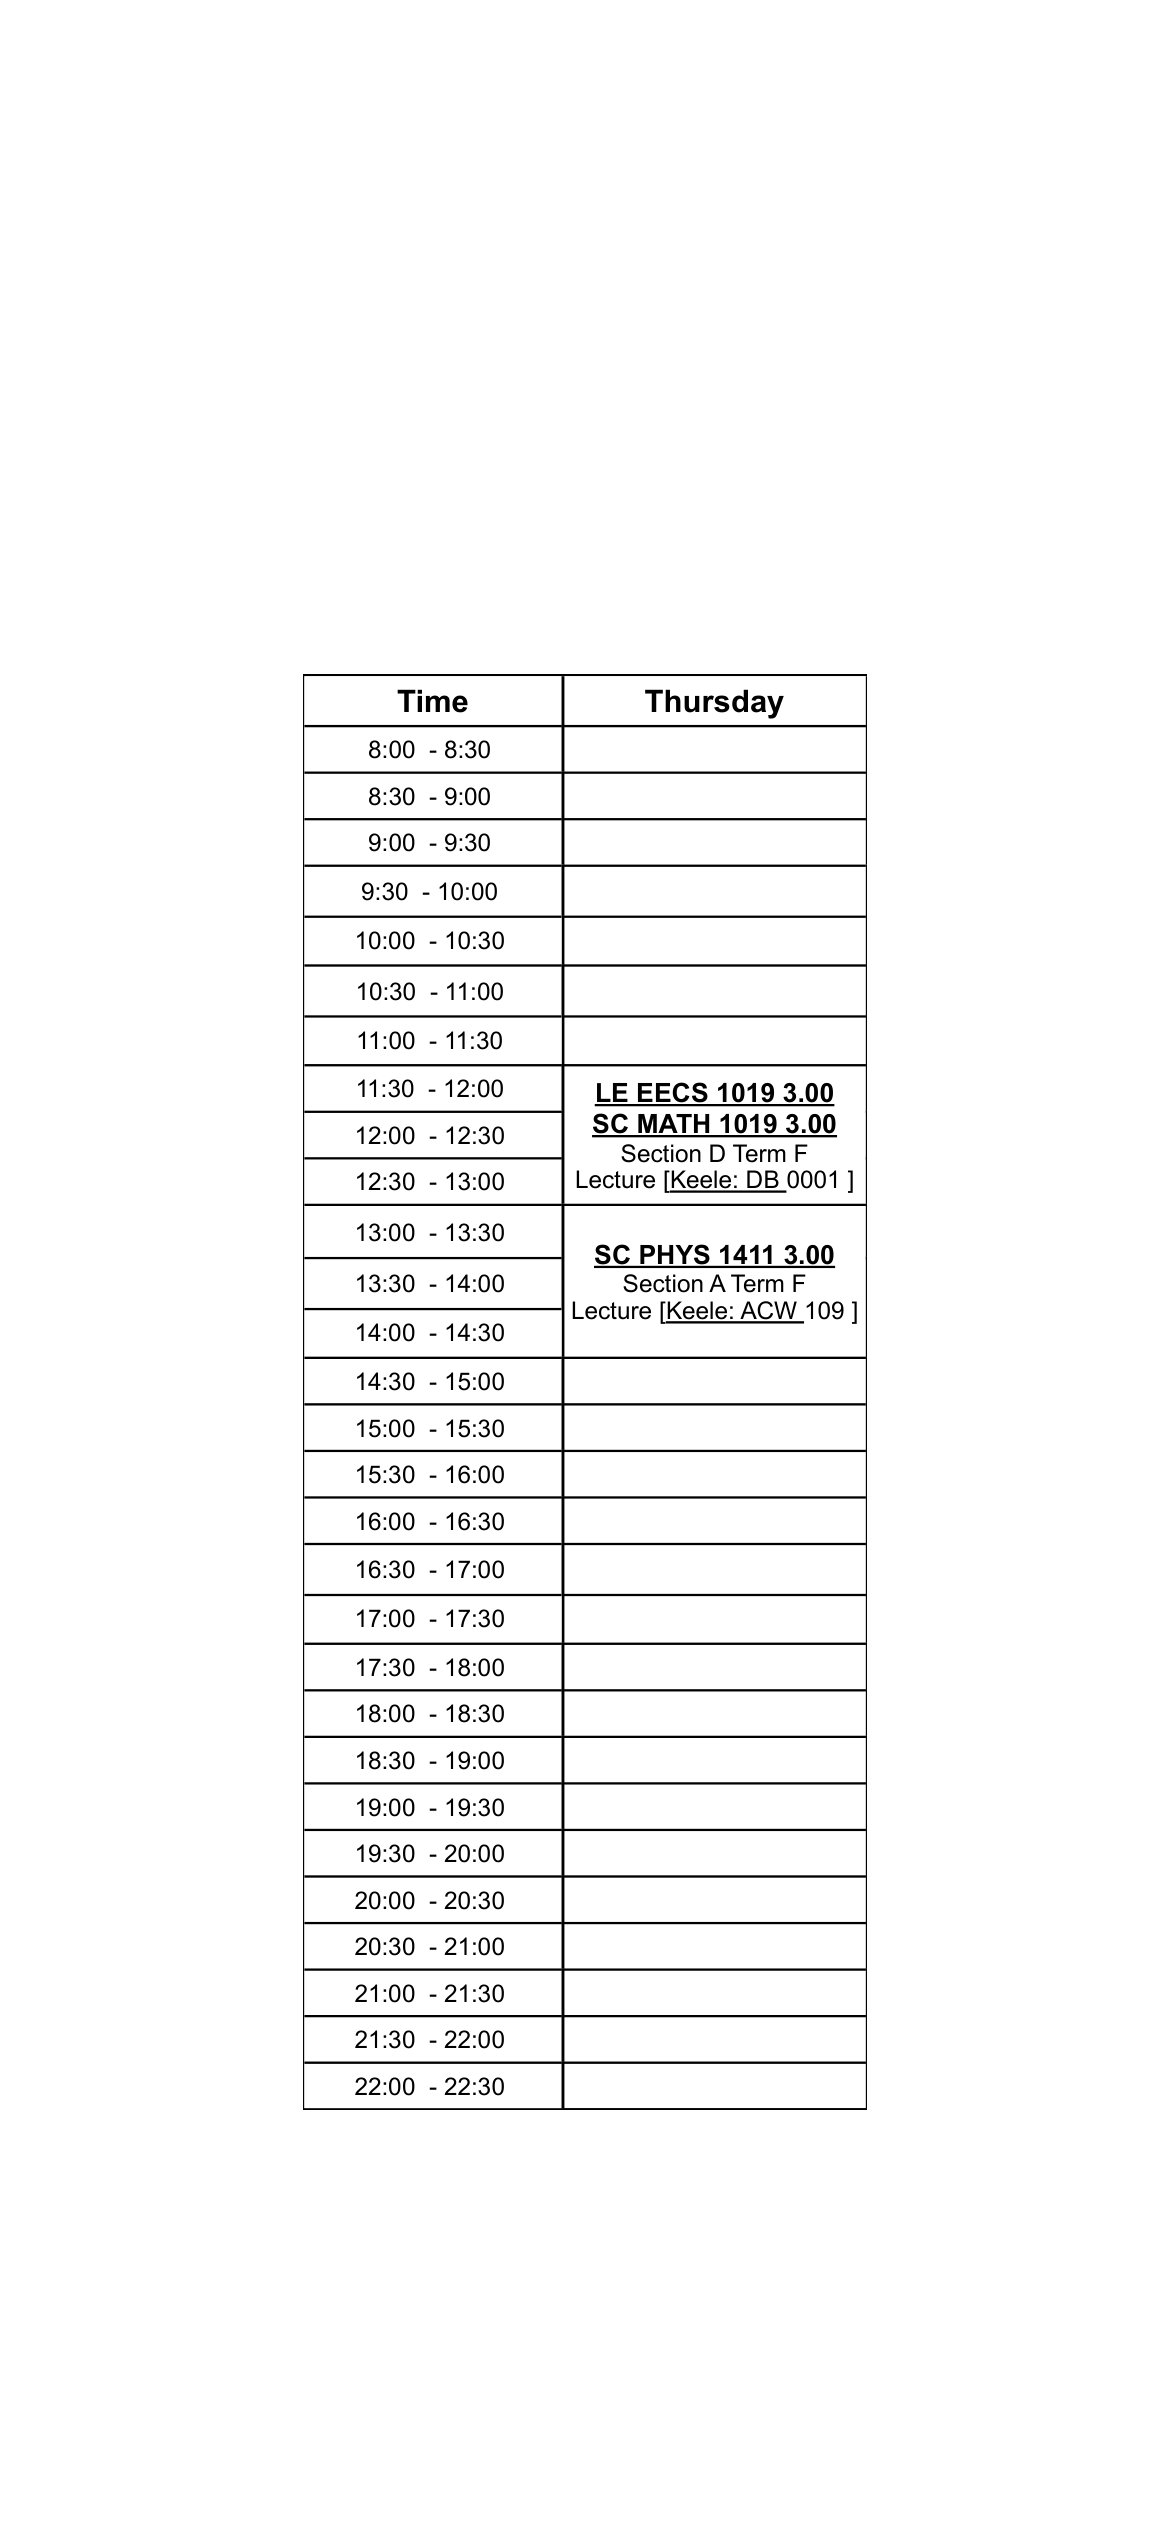 Time Thursday
8:00 - 8:30
8:30 - 9:00
9:00 - 9:30
9:30 - 10:00
10:00 - 10:30
10:30 - 11:00
11:00 - 11:30
11:30 - 12:00
12:00 - 12:30
12:30 - 13:00
LE EECS 1019 3.00
SC MATH 1019 3.00
Section D Term F
Lecture [Keele: DB 0001 ]
13:00 - 13:30
13:30 - 14:00
14:00 - 14:30
SC PHYS 1411 3.00
Section A Term F
Lecture [Keele: ACW 109 ]
14:30 - 15:00
15:00 - 15:30
15:30 - 16:00
16:00 - 16:30
16:30 - 17:00
17:00 - 17:30
17:30 - 18:00
18:00 - 18:30
18:30 - 19:00
19:00 - 19:30
19:30 - 20:00
20:00 - 20:30
20:30 - 21:00
21:00 - 21:30
21:30 - 22:00
22:00 - 22:30